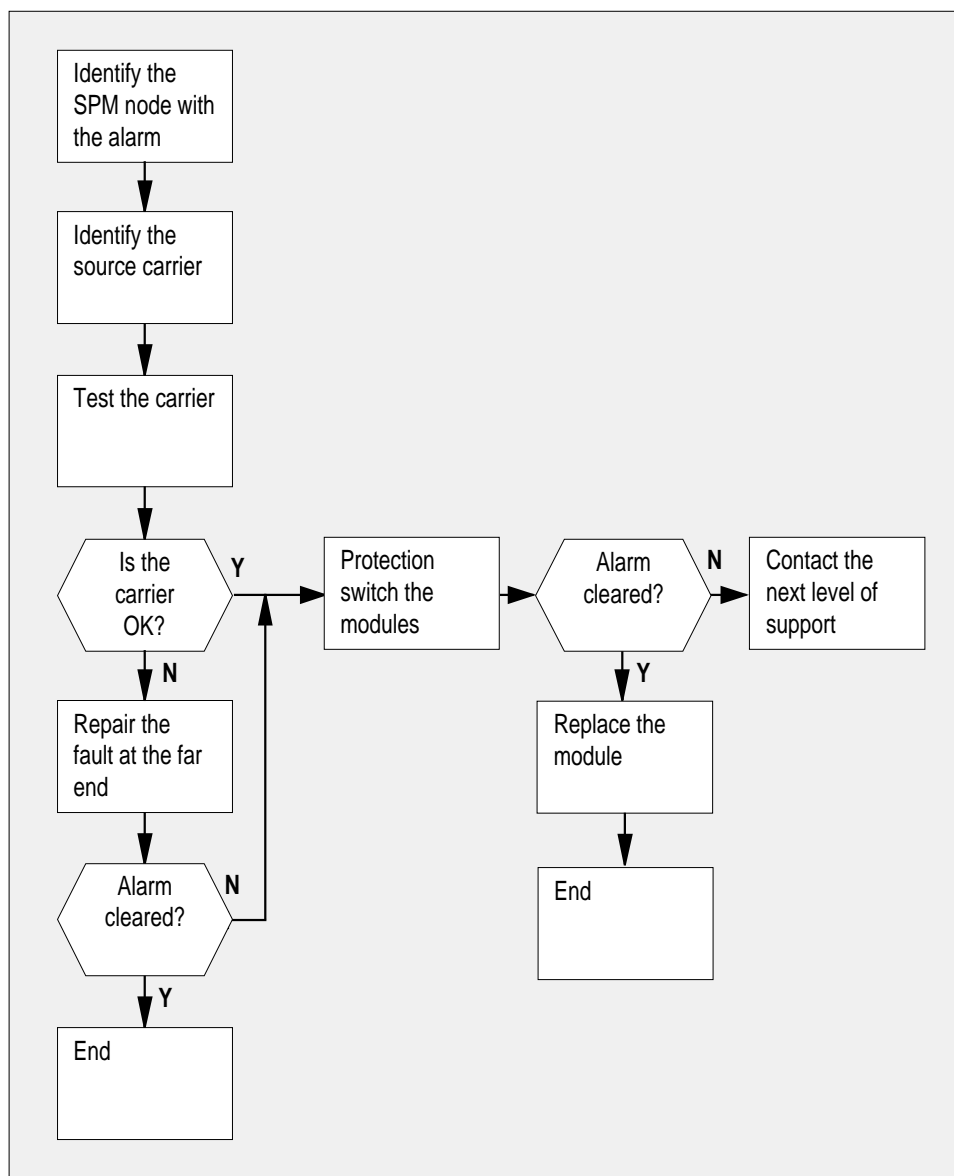 Identify the
SPM node with
the alarm
Identify the
source carrier
Test the carrier
Is the
carrier
OK?
Y
N
Protection
switch the
modules
Alarm
cleared?
N
Y
Contact the
next level of
support
Repair the
fault at the far
end
Replace the
module
Alarm
cleared?
N
Y
End
End